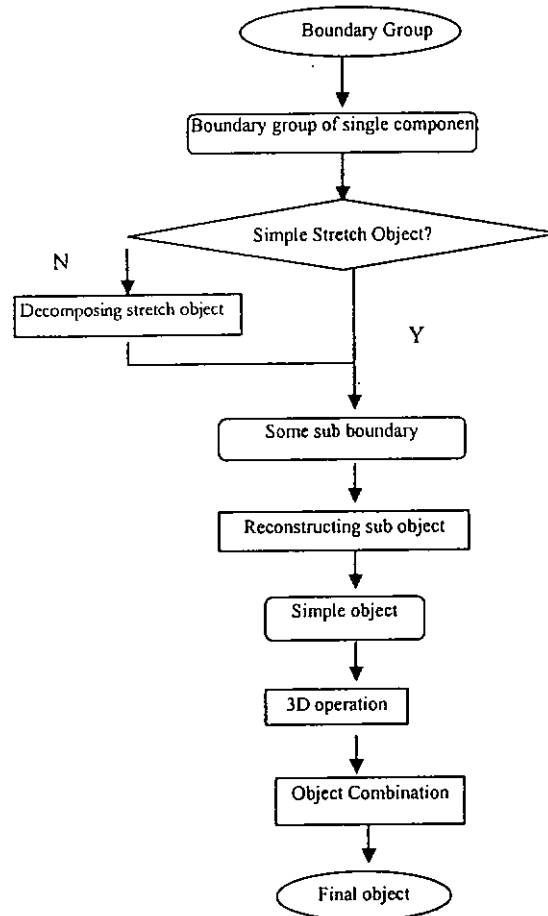 Boundary Group
Boundary group of single componen
Simple Stretch Object?
N
Decomposing stretch object
Y
Some sub boundary
Reconstructing sub object
Simple object
3D operation
Object Combination
Final object